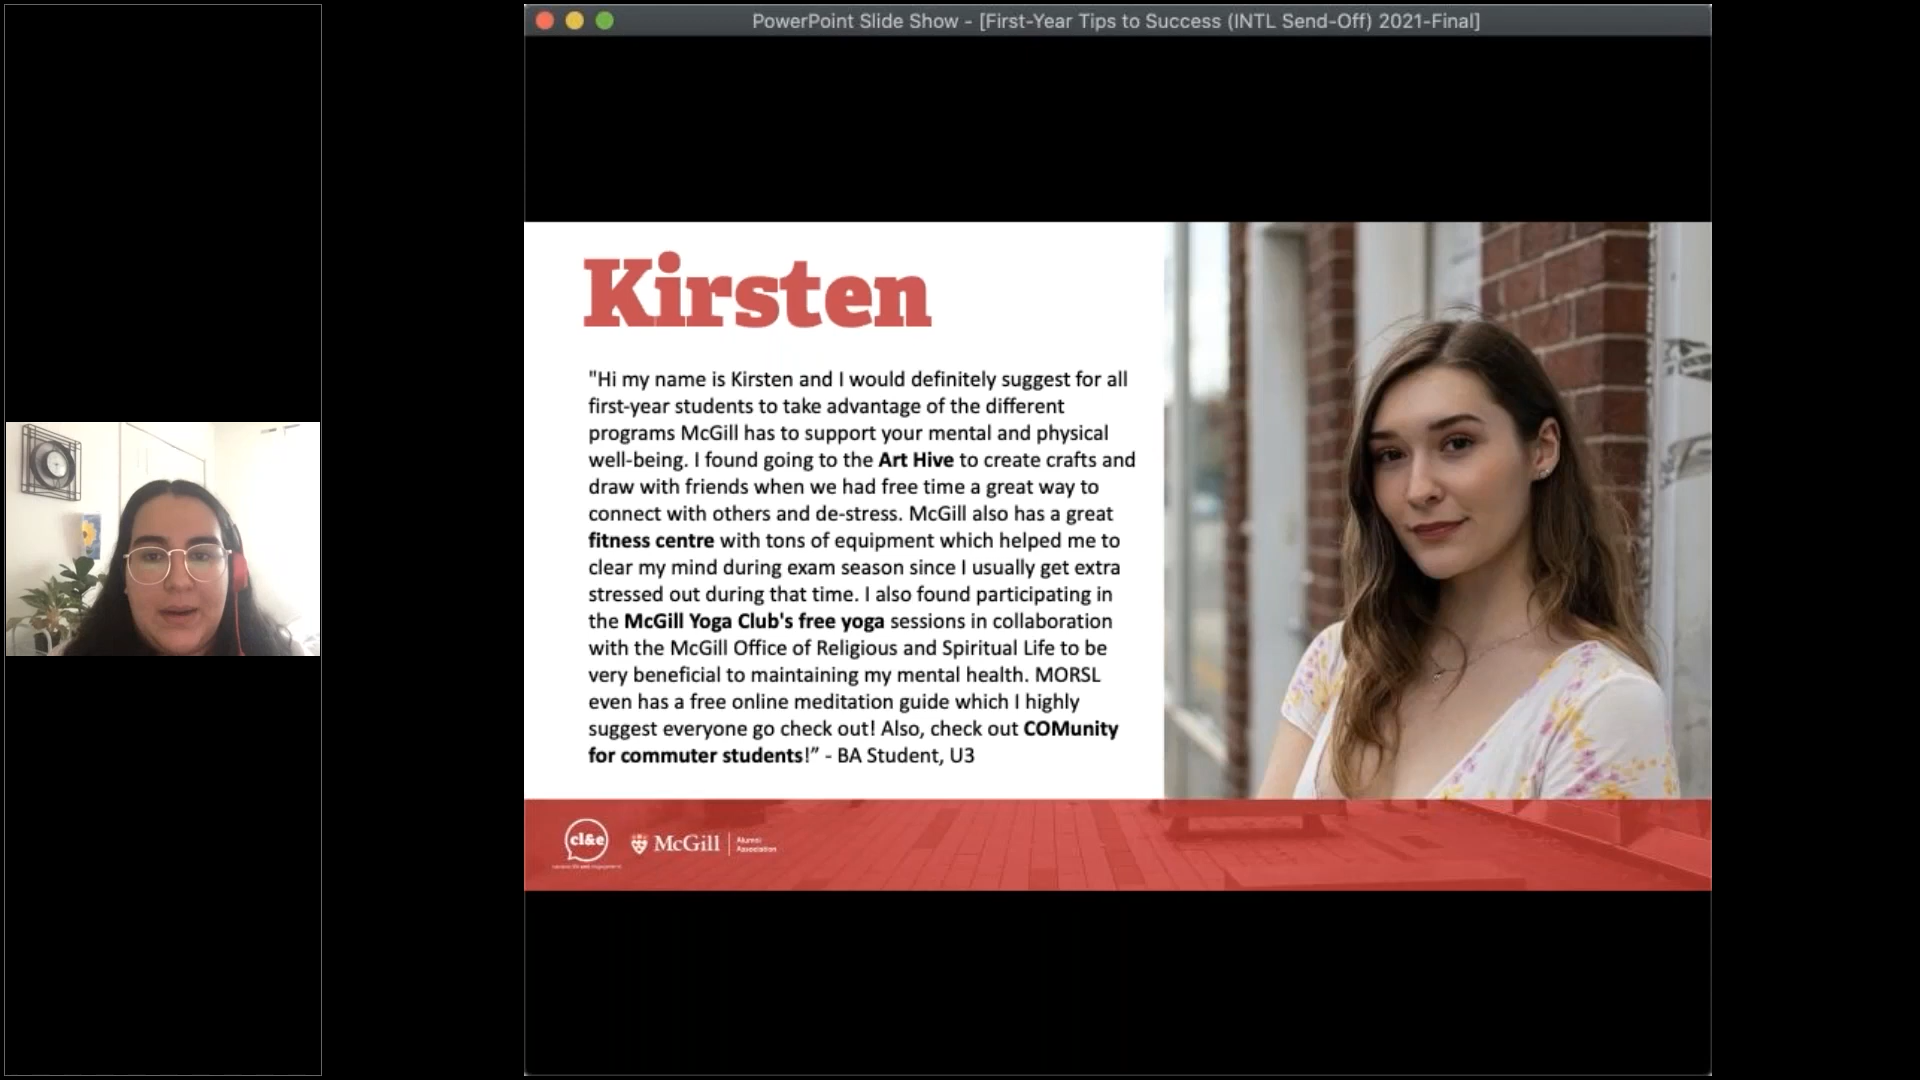 PowerPoint Slide Show - [First-Year Tips to Success (INTL Send-Off) 2021-Final]
Kirsten
"Hi my name is Kirsten and I would definitely suggest for all
first-year students to take advantage of the different
programs McGill has to support your mental and physical
well-being. I found going to the Art Hive to create crafts and
draw with friends when we had free time a great way to
connect with others and de-stress. McGill also has a great
fitness centre with tons of equipment which helped me to
clear my mind during exam season since I usually get extra
stressed out during that time. I also found participating in
the McGill Yoga Club's free yoga sessions in collaboration
with the McGill Office of Religious and Spiritual Life to be
very beneficial to maintaining my mental health. MORSL
even has a free online meditation guide which I highly
suggest everyone go check out! Also, check out COMunity
for commuter students!” - BA Student, U3
cl&e
McGill
Alumni
Association